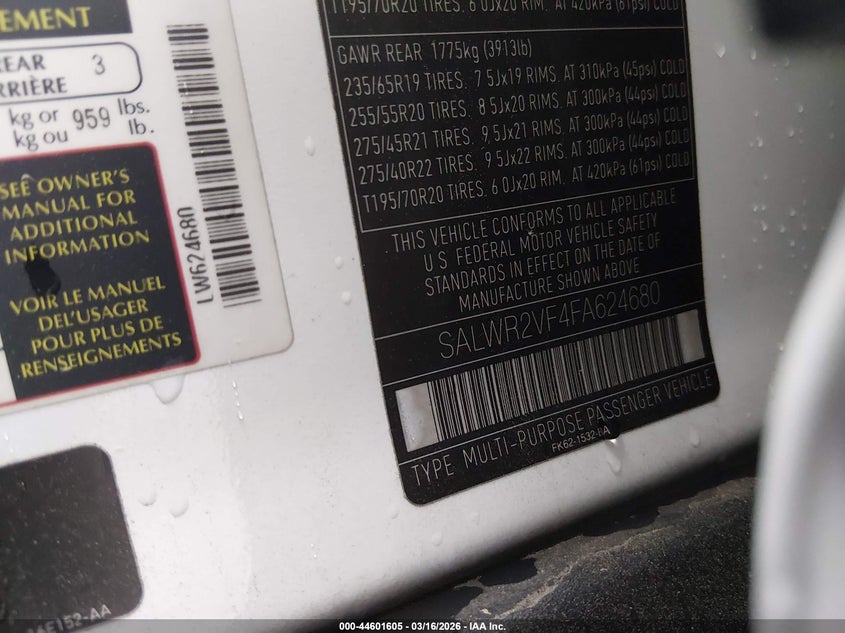 EMENT
REAR 3
RRIÈRE
kg or 959 lbs.
kg ou lb.
SEE OWNER'S
MANUAL FOR
ADDITIONAL
INFORMATION
VOIR LE MANUEL
DEL'USAGER
POUR PLUS DE
RENSEIGNEMENTS
LW624680
T195/70R20 TIRES. 6 0Jx20 RIM. AT 420kPa (61psi) COLD
GAWR REAR 1775kg (3913lb)
235/65R19 TIRES. 7 5Jx19 RIMS. AT 310kPa (45psi) COLD
255/55R20 TIRES. 8 5Jx20 RIMS. AT 300kPa (44psi) COLD
275/45R21 TIRES. 9,5Jx21 RIMS. AT 300kPa (44psi) COLD
275/40R22 TIRES. 9 5Jx22 RIMS. AT 300kPa (44psi) COLD
T195/70R20 TIRES. 6 0Jx20 RIM. AT 420kPa (61psi) COLD
THIS VEHICLE CONFORMS TO ALL APPLICABLE
U S FEDERAL MOTOR VEHICLE SAFETY
STANDARDS IN EFFECT ON THE DATE OF
MANUFACTURE SHOWN ABOVE
SALWR2VF4FA624680
TYPE MULTI-PURPOSE PASSENGER VEHICLE
FK62-1532-BA
000-44601605 - 03/16/2026 - IAA Inc.